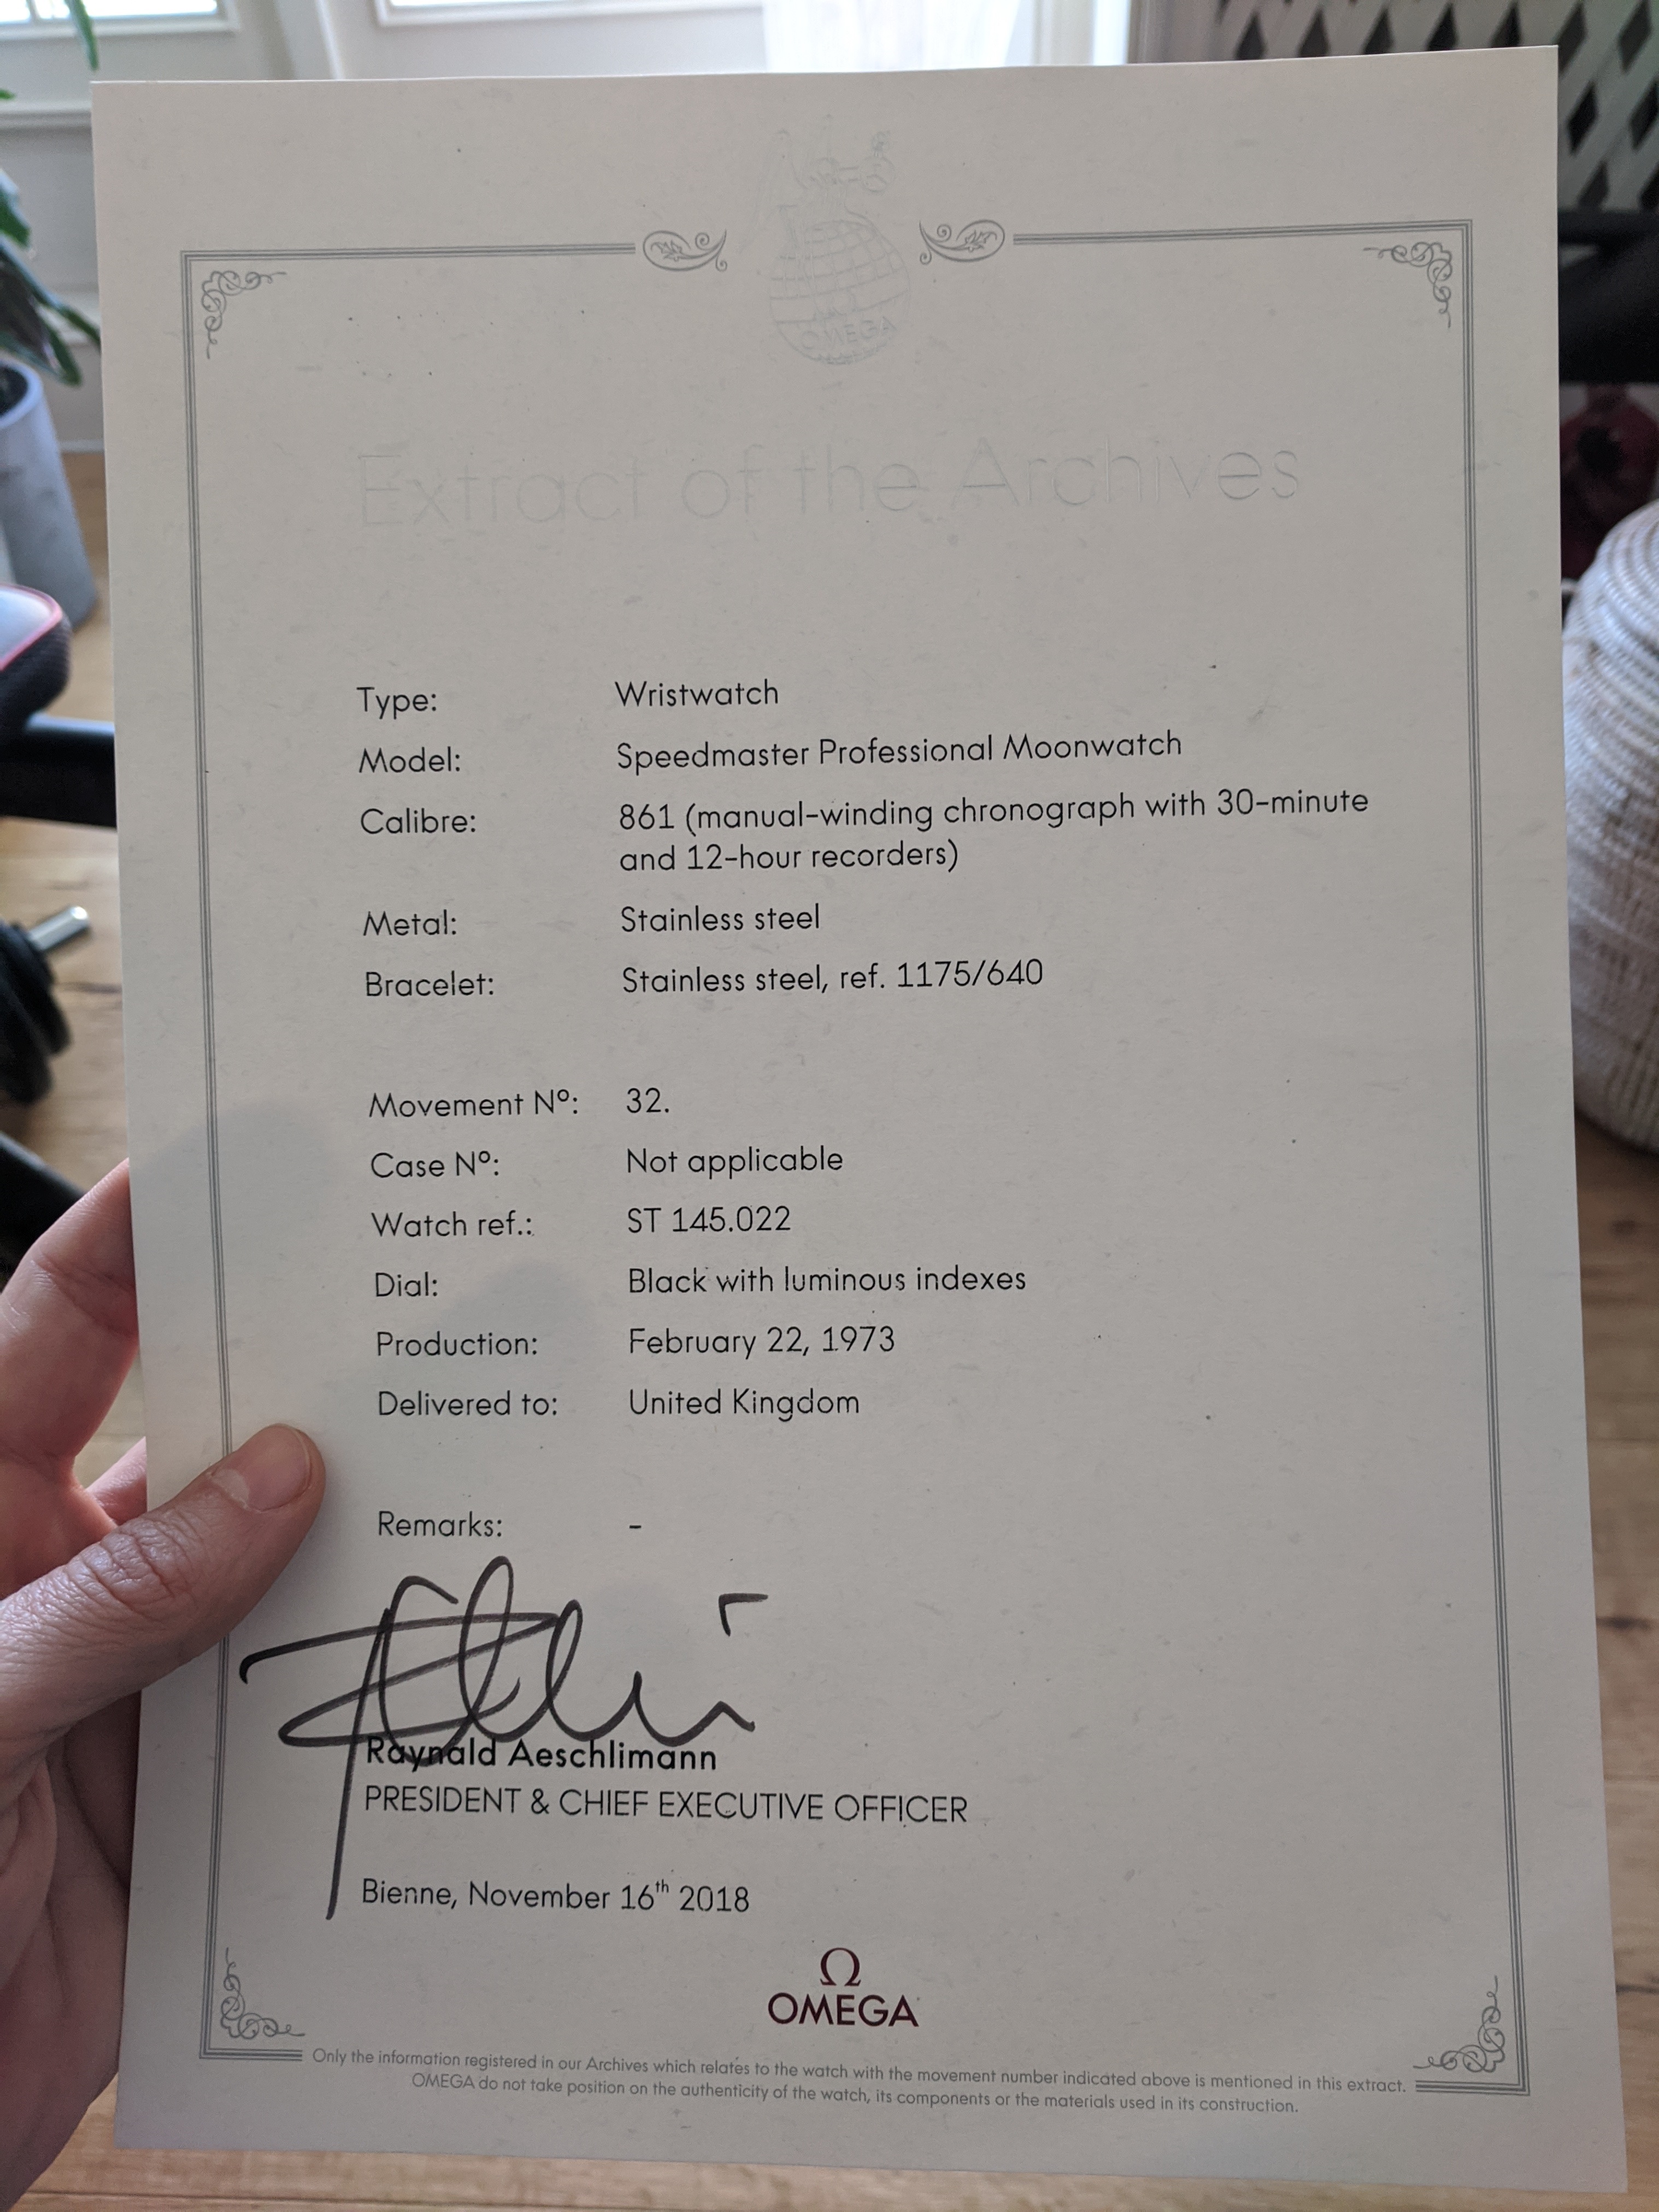 OMEGA
Extract of the Archives
Type: Wristwatch
Model: Speedmaster Professional Moonwatch
Calibre: 861 (manual-winding chronograph with 30-minute
and 12-hour recorders)
Metal: Stainless steel
Bracelet: Stainless steel, ref. 1175/640
Movement Nº: 32.
Case Nº: Not applicable
Watch ref.: ST 145.022
Dial: Black with luminous indexes
Production: February 22, 1973
Delivered to: United Kingdom
Remarks: -
Raynald Aeschlimann
PRESIDENT & CHIEF EXECUTIVE OFFICER
Bienne, November 16th 2018
Ω
OMEGA
Only the information registered in our Archives which relates to the watch with the movement number indicated above is mentioned in this extract.
OMEGA do not take position on the authenticity of the watch, its components or the materials used in its construction.